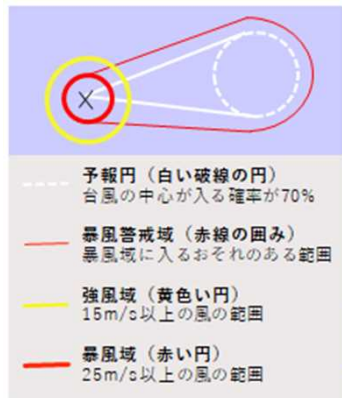 X
予報円（白い破線の円）
台風の中心が入る確率が70%
暴風警戒域（赤線の囲み）
暴風域に入るおそれのある範囲
強風域（黄色い円）
15m/s以上の風の範囲
暴風域（赤い円）
25m/s以上の風の範囲